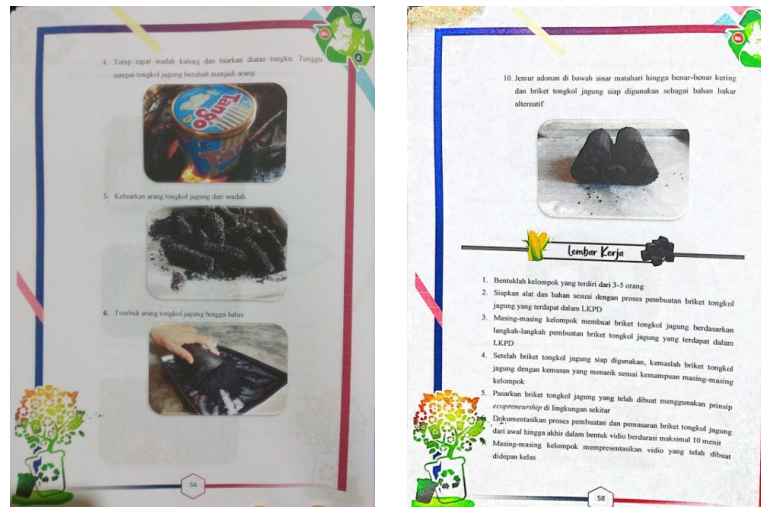 4. Tutup rapat wadah kaleng dan biarkan diatas tungku. Tunggu
sampai tongkol jagung berubah menjadi arang.
Tango
5. Keluarkan arang tongkol jagung dari wadah.
6. Tumbuk arang tongkol jagung hingga halus.
56
10. Jemur adonan di bawah sinar matahari hingga benar-benar kering
dan briket tongkol jagung siap digunakan sebagai bahan bakar
alternatif
Lembar Kerja
1. Bentuklah kelompok yang terdiri dari 3-5 orang
2. Siapkan alat dan bahan sesuai dengan proses pembuatan briket tongkol
jagung yang terdapat dalam LKPD
3. Masing-masing kelompok membuat briket tongkol jagung berdasarkan
langkah-langkah pembuatan briket tongkol jagung yang terdapat dalam
LKPD
4. Setelah briket tongkol jagung siap digunakan, kemaslah briket tongkol
jagung dengan kemasan yang menarik sesuai kemampuan masing-masing
kelompok
5. Pasarkan briket tongkol jagung yang telah dibuat menggunakan prinsip
ecopreneurship di lingkungan sekitar
Dokumentasikan proses pembuatan dan pemasaran briket tongkol jagung
dari awal hingga akhir dalam bentuk vidio berdurasi maksimal 10 menit
Masing-masing kelompok mempresentasikan vidio yang telah dibuat
didepan kelas
58